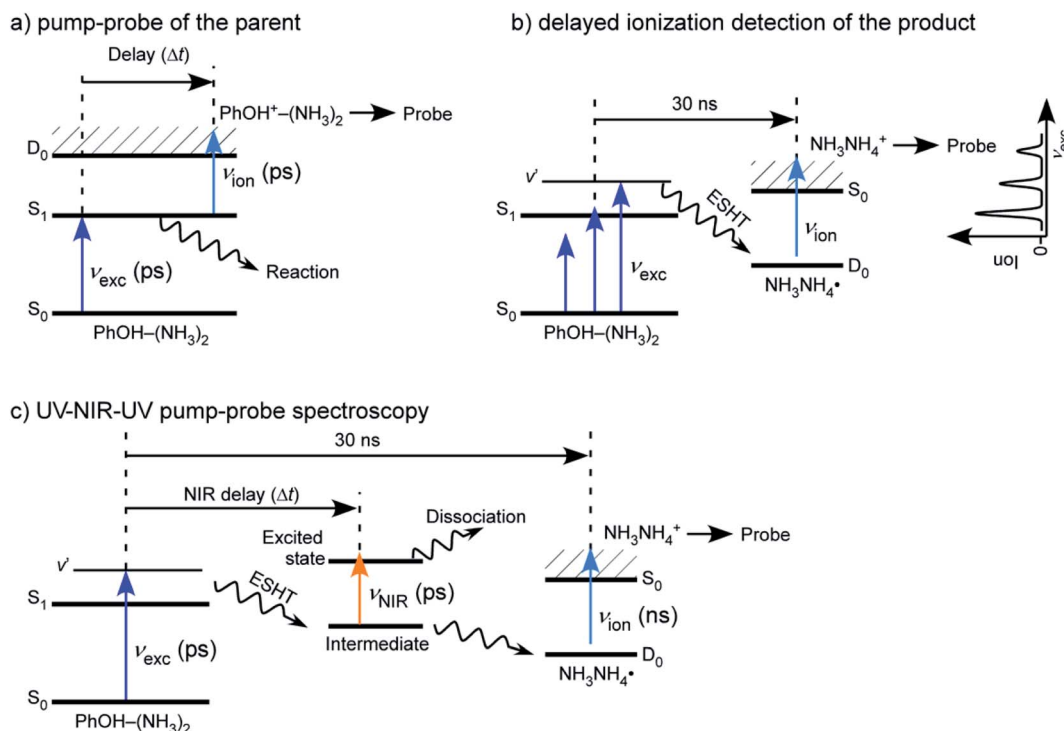 a) pump-probe of the parent
Delay (Δt)
PhOH⁺–(NH₃)₂ Probe
D₀
ν_ion (ps)
S₁
ν_exc (ps)
Reaction
S₀
PhOH–(NH₃)₂
b) delayed ionization detection of the product
30 ns
NH₃NH₄⁺ Probe
ν_exc
v'
S₀
S₁
ESHT
ν_ion
ν_exc
D₀
NH₃NH₄•
S₀
PhOH–(NH₃)₂
0
Ion
c) UV-NIR-UV pump-probe spectroscopy
30 ns
NIR delay (Δt)
Dissociation
NH₃NH₄⁺ Probe
Excited
state
v'
S₀
S₁
ESHT
ν_NIR (ps)
ν_ion (ns)
Intermediate
ν_exc (ps)
D₀
NH₃NH₄•
S₀
PhOH–(NH₃)₂